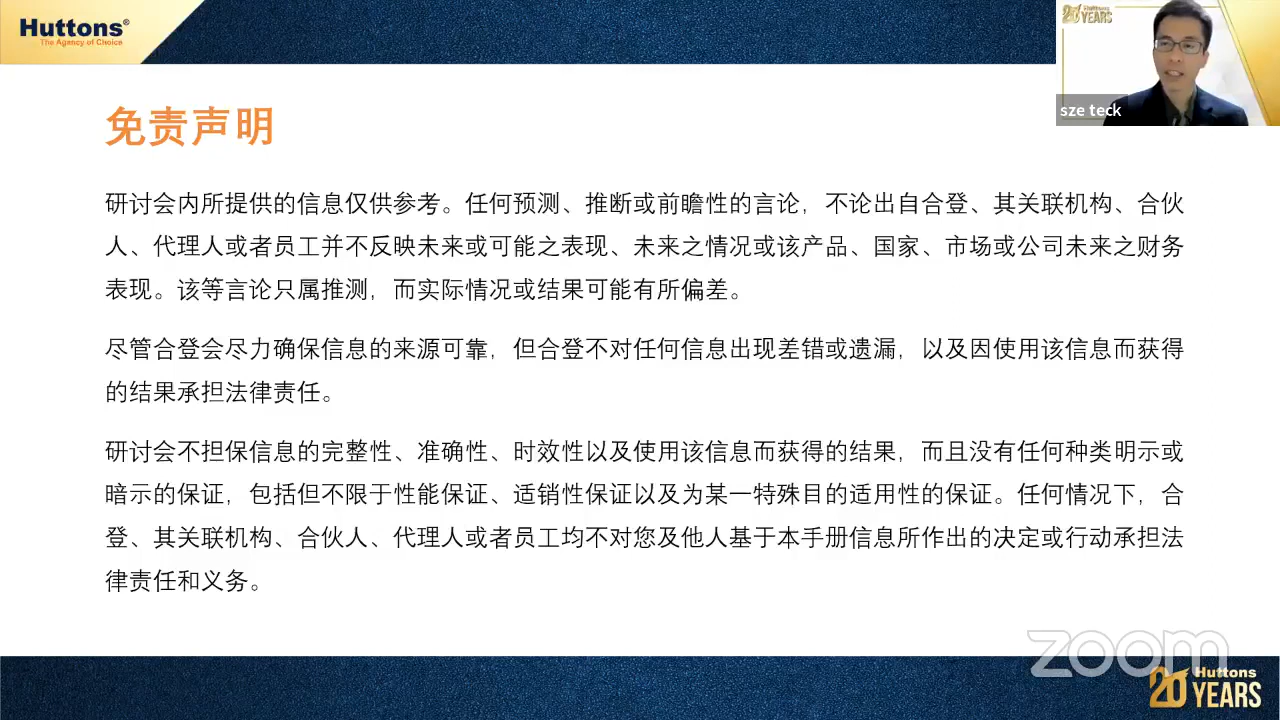 Huttons®
The Agency of Choice
20 Huttons YEARS
sze teck
免责声明
研讨会内所提供的信息仅供参考。任何预测、推断或前瞻性的言论，不论出自合登、其关联机构、合伙
人、代理人或者员工并不反映未来或可能之表现、未来之情况或该产品、国家、市场或公司未来之财务
表现。该等言论只属推测，而实际情况或结果可能有所偏差。
尽管合登会尽力确保信息的来源可靠，但合登不对任何信息出现差错或遗漏，以及因使用该信息而获得
的结果承担法律责任。
研讨会不担保信息的完整性、准确性、时效性以及使用该信息而获得的结果，而且没有任何种类明示或
暗示的保证，包括但不限于性能保证、适销性保证以及为某一特殊目的适用性的保证。任何情况下，合
登、其关联机构、合伙人、代理人或者员工均不对您及他人基于本手册信息所作出的决定或行动承担法
律责任和义务。
zoom
20 Huttons YEARS